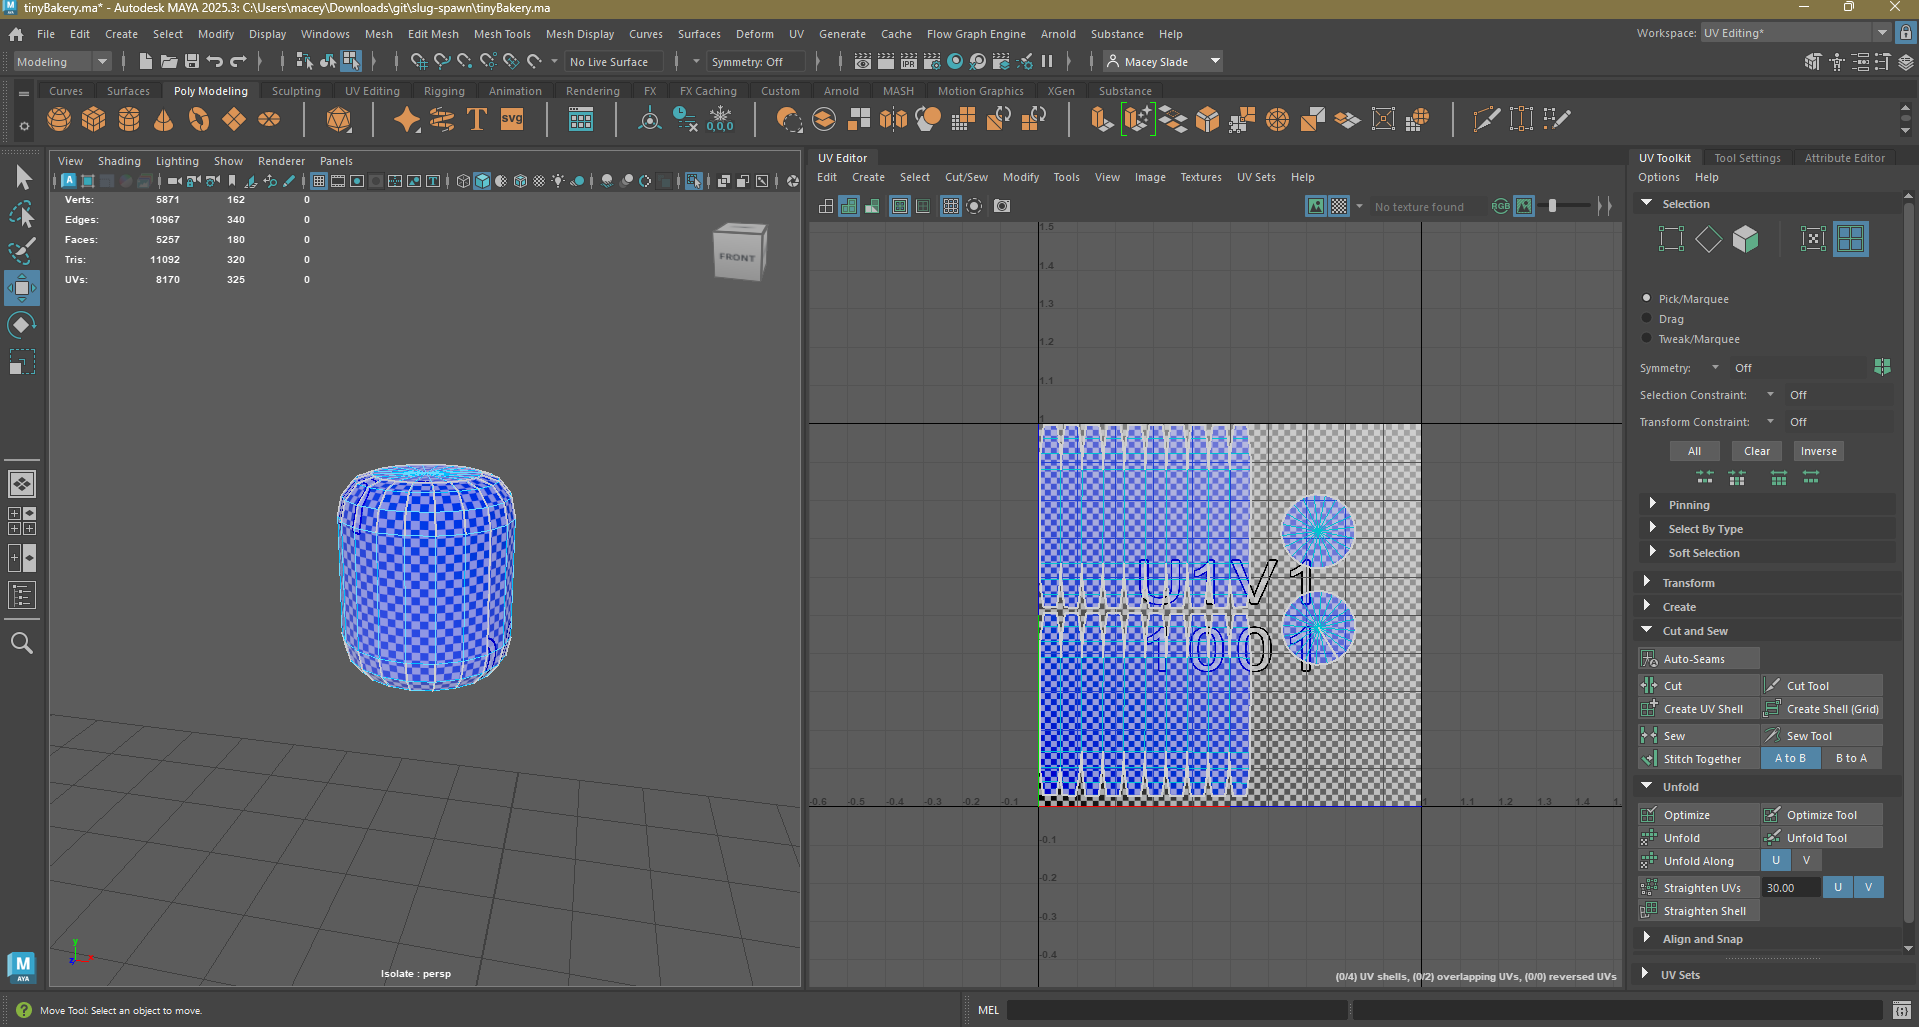 tinyBakery.ma* - Autodesk MAYA 2025.3: C:\Users\macey\Downloads\git\slug-spawn\tinyBakery.ma
File Edit Create Select Modify Display Windows Mesh Edit Mesh Mesh Tools Mesh Display Curves Surfaces Deform UV Generate Cache Flow Graph Engine Arnold Substance Help
Workspace: UV Editing*
Modeling No Live Surface Symmetry: Off Macey Slade
Curves Surfaces Poly Modeling Sculpting UV Editing Rigging Animation Rendering FX FX Caching Custom Arnold MASH Motion Graphics XGen Substance
SVG
0,0,0
View Shading Lighting Show Renderer Panels
Verts: 5871 162 0
Edges: 10967 340 0
Faces: 5257 180 0
Tris: 11092 320 0
UVs: 8170 325 0
FRONT
Isolate : persp
UV Editor
Edit Create Select Cut/Sew Modify Tools View Image Textures UV Sets Help
No texture found
RGB
1.5
1.4
1.3
1.2
1.1
1
U1V1
1001
-0.6 -0.5 -0.4 -0.3 -0.2 -0.1 1 1.1 1.2 1.3 1.4 1.
-0.1
-0.2
-0.3
-0.4
(0/4) UV shells, (0/2) overlapping UVs, (0/0) reversed UVs
UV Toolkit Tool Settings Attribute Editor
Options Help
Selection
Pick/Marquee
Drag
Tweak/Marquee
Symmetry: Off
Selection Constraint: Off
Transform Constraint: Off
All Clear Inverse
Pinning
Select By Type
Soft Selection
Transform
Create
Cut and Sew
Auto-Seams
Cut Cut Tool
Create UV Shell Create Shell (Grid)
Sew Sew Tool
Stitch Together A to B B to A
Unfold
Optimize Optimize Tool
Unfold Unfold Tool
Unfold Along U V
Straighten UVs 30.00 U V
Straighten Shell
Align and Snap
UV Sets
M
AYA
y
Move Tool: Select an object to move.
MEL